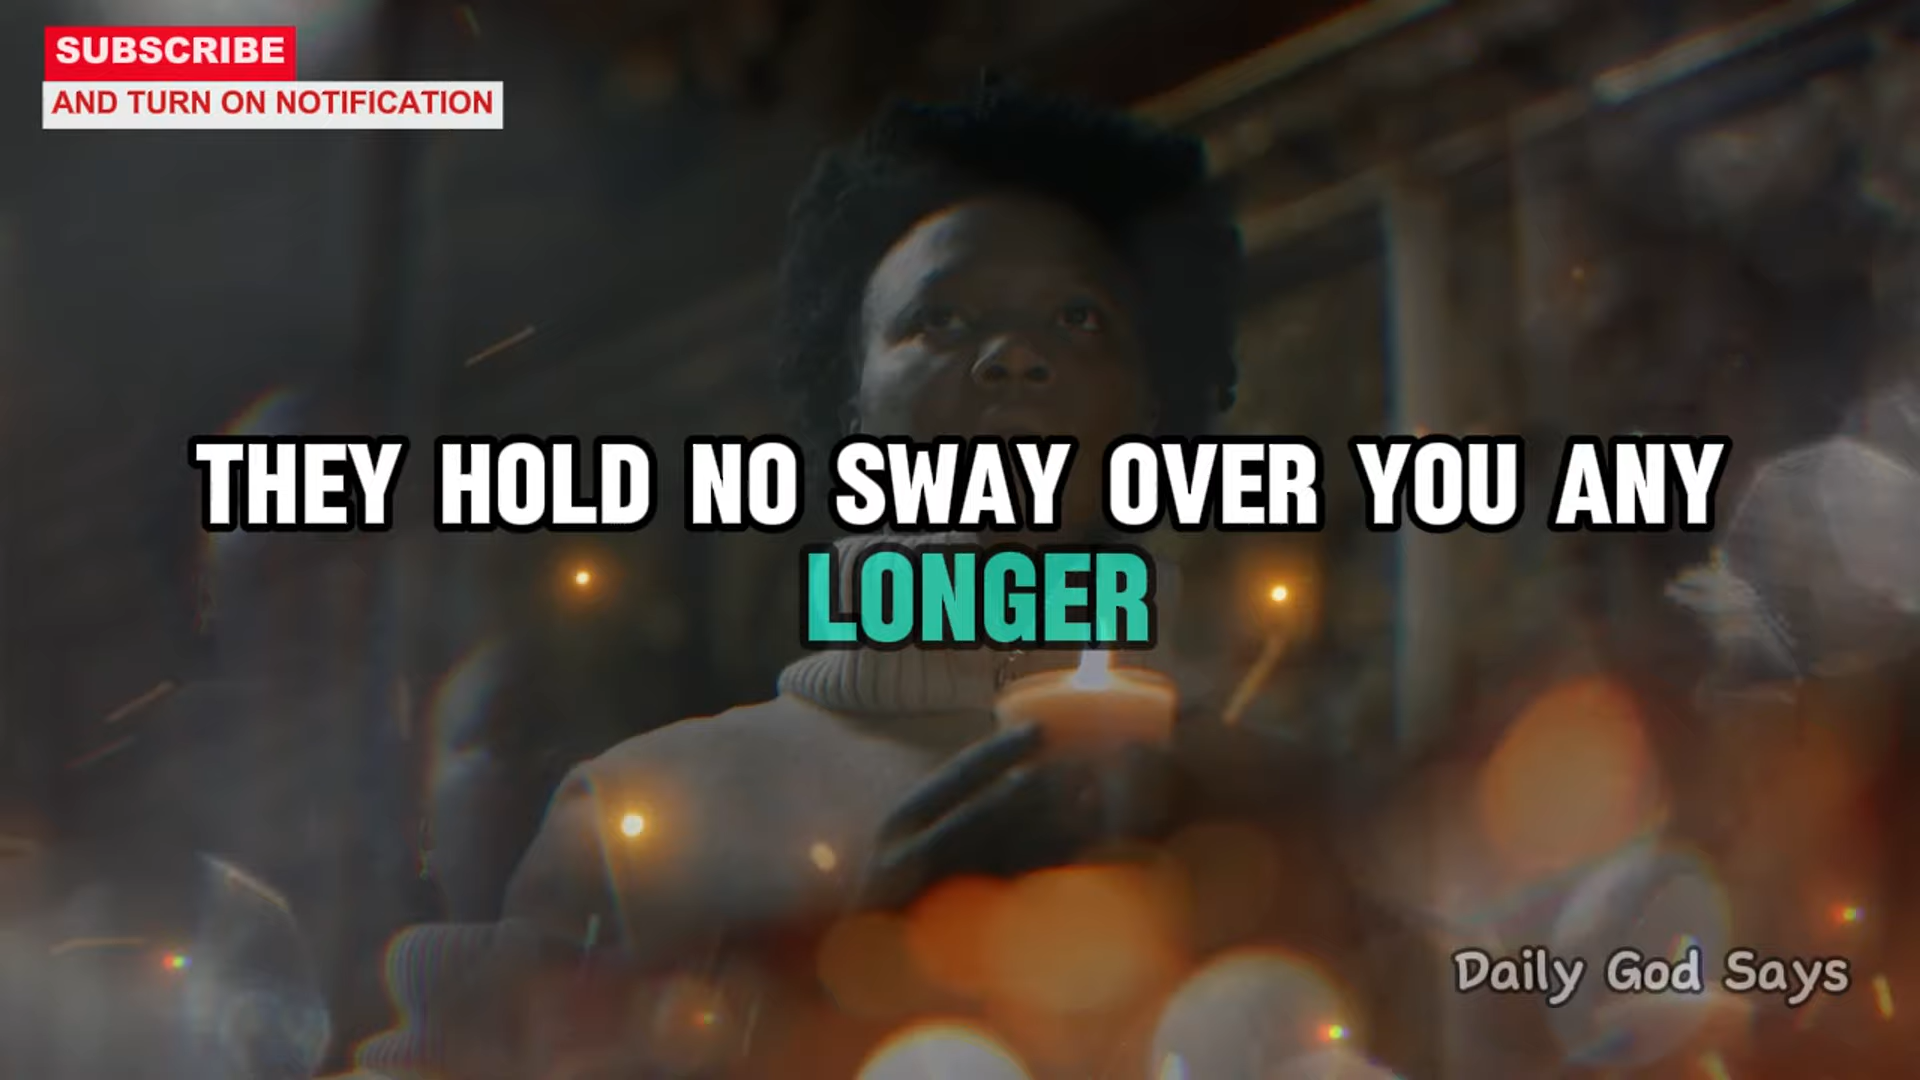 SUBSCRIBE
AND TURN ON NOTIFICATION
THEY HOLD NO SWAY OVER YOU ANY
LONGER
Daily God Says